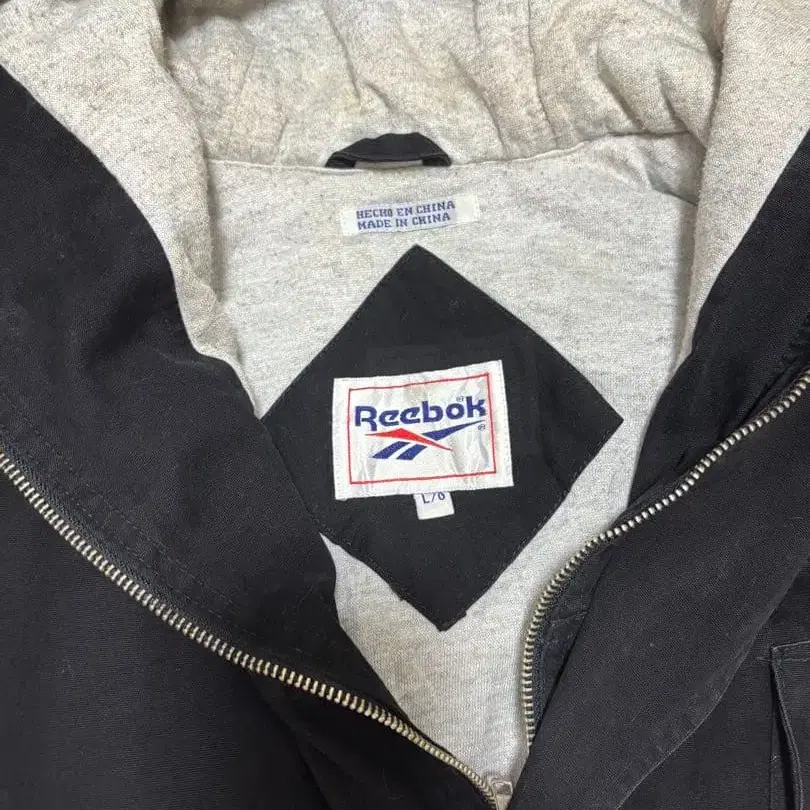 HECHO EN CHINA
MADE IN CHINA
Reebok®
®
L/G